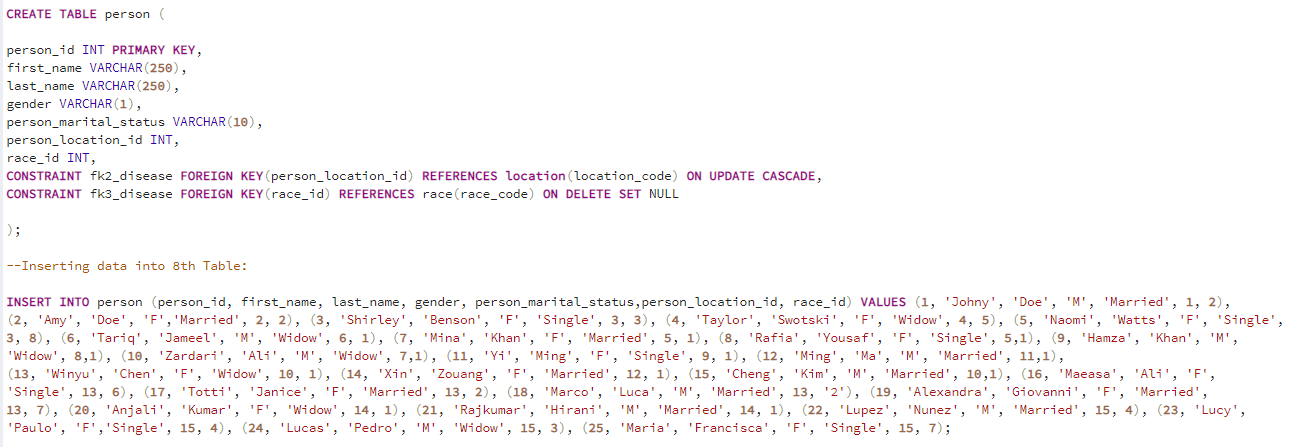 CREATE TABLE person (
person_id INT PRIMARY KEY,
first_name VARCHAR(250),
last_name VARCHAR(250),
gender VARCHAR(1),
person_marital_status VARCHAR(10),
person_location_id INT,
race_id INT,
CONSTRAINT fk2_disease FOREIGN KEY(person_location_id) REFERENCES location(location_code) ON UPDATE CASCADE,
CONSTRAINT fk3_disease FOREIGN KEY(race_id) REFERENCES race(race_code) ON DELETE SET NULL
);
--Inserting data into 8th Table:
INSERT INTO person (person_id, first_name, last_name, gender, person_marital_status,person_location_id, race_id) VALUES (1, 'Johny', 'Doe', 'M', 'Married', 1, 2),
(2, 'Amy', 'Doe', 'F','Married', 2, 2), (3, 'Shirley', 'Benson', 'F', 'Single', 3, 3), (4, 'Taylor', 'Swotski', 'F', 'Widow', 4, 5), (5, 'Naomi', 'Watts', 'F', 'Single',
3, 8), (6, 'Tariq', 'Jameel', 'M', 'Widow', 6, 1), (7, 'Mina', 'Khan', 'F', 'Married', 5, 1), (8, 'Rafia', 'Yousaf', 'F', 'Single', 5,1), (9, 'Hamza', 'Khan', 'M',
'Widow', 8,1), (10, 'Zardari', 'Ali', 'M', 'Widow', 7,1), (11, 'Yi', 'Ming', 'F', 'Single', 9, 1), (12, 'Ming', 'Ma', 'M', 'Married', 11,1),
(13, 'Winyu', 'Chen', 'F', 'Widow', 10, 1), (14, 'Xin', 'Zouang', 'F', 'Married', 12, 1), (15, 'Cheng', 'Kim', 'M', 'Married', 10,1), (16, 'Maeasa', 'Ali', 'F',
'Single', 13, 6), (17, 'Totti', 'Janice', 'F', 'Married', 13, 2), (18, 'Marco', 'Luca', 'M', 'Married', 13, '2'), (19, 'Alexandra', 'Giovanni', 'F', 'Married',
13, 7), (20, 'Anjali', 'Kumar', 'F', 'Widow', 14, 1), (21, 'Rajkumar', 'Hirani', 'M', 'Married', 14, 1), (22, 'Lupez', 'Nunez', 'M', 'Married', 15, 4), (23, 'Lucy',
'Paulo', 'F','Single', 15, 4), (24, 'Lucas', 'Pedro', 'M', 'Widow', 15, 3), (25, 'Maria', 'Francisca', 'F', 'Single', 15, 7);